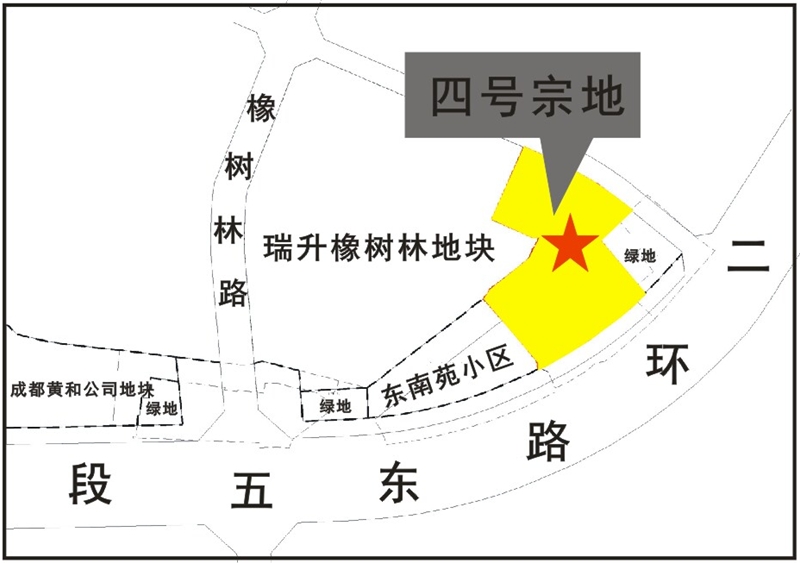 四号宗地
橡树林路
瑞升橡树林地块
绿地
二环路东五段
东南苑小区
成都黄和公司地块
绿地
绿地